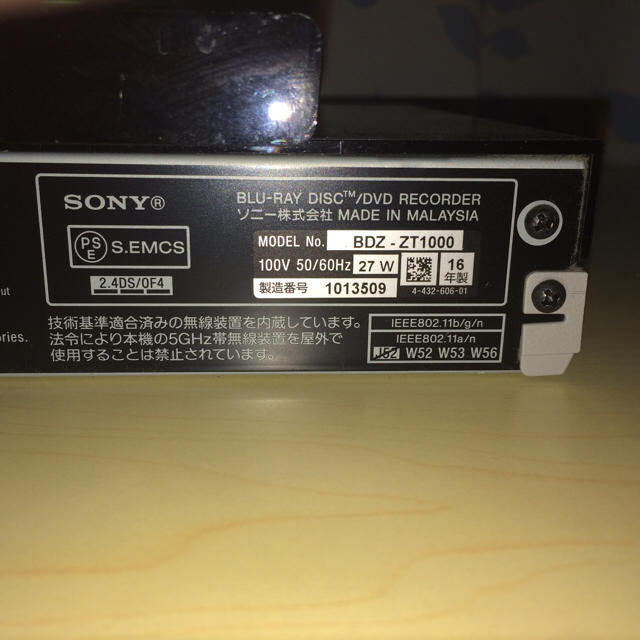 SONY®
BLU-RAY DISC™/DVD RECORDER
ソニー株式会社 MADE IN MALAYSIA
PS
E
S.EMCS
2.4DS/OF4
MODEL No. BDZ-ZT1000
100V 50/60Hz 27 W
16
年製
製造番号 1013509
4-432-606-01
ut
ries.
技術基準適合済みの無線装置を内蔵しています。
法令により本機の5GHz帯無線装置を屋外で
使用することは禁止されています。
IEEE802.11b/g/n
IEEE802.11a/n
J52 W52 W53 W56